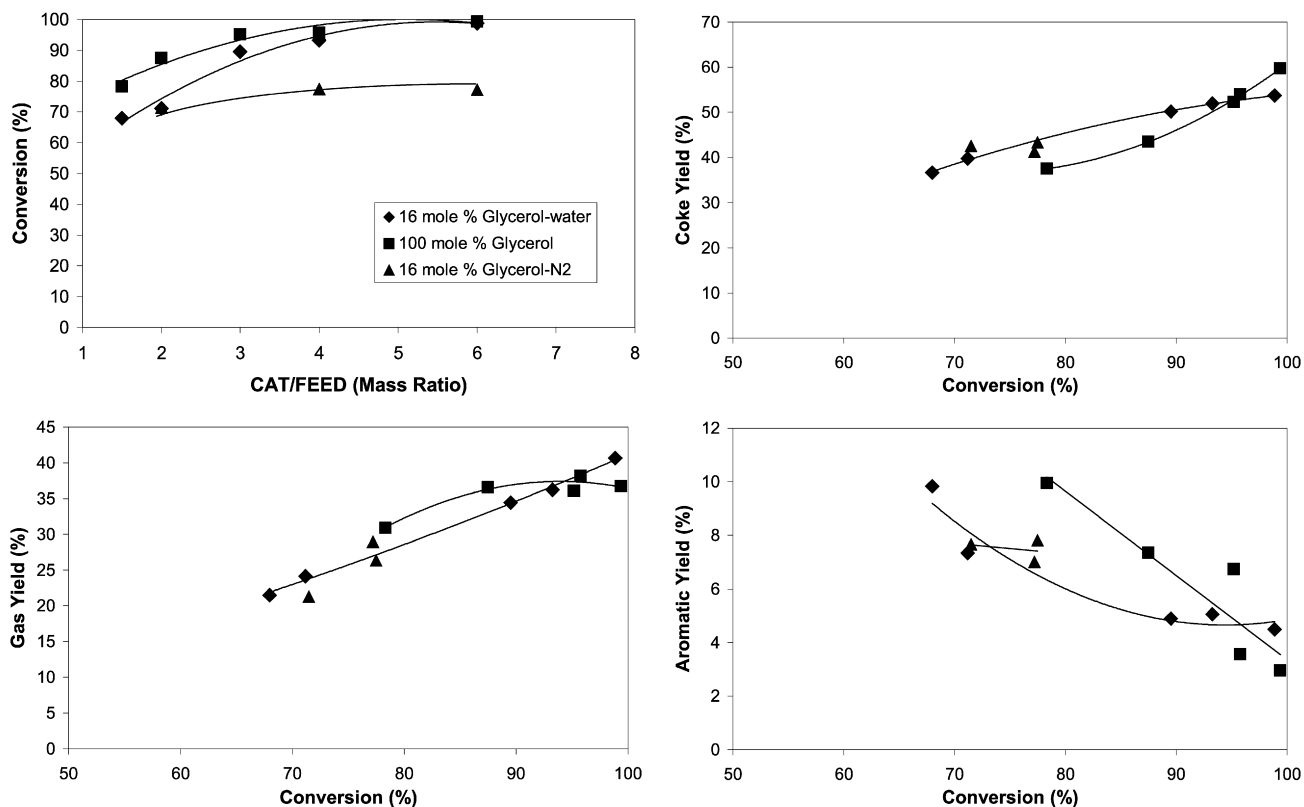 100
90
80
70
60
50
40
30
20
10
0
Conversion (%)
1 2 3 4 5 6 7 8
CAT/FEED (Mass Ratio)
16 mole % Glycerol-water
100 mole % Glycerol
16 mole % Glycerol-N2
70
60
50
40
30
20
10
0
Coke Yield (%)
50 60 70 80 90 100
Conversion (%)
45
40
35
30
25
20
15
10
5
0
Gas Yield (%)
50 60 70 80 90 100
Conversion (%)
12
10
8
6
4
2
0
Aromatic Yield (%)
50 60 70 80 90 100
Conversion (%)